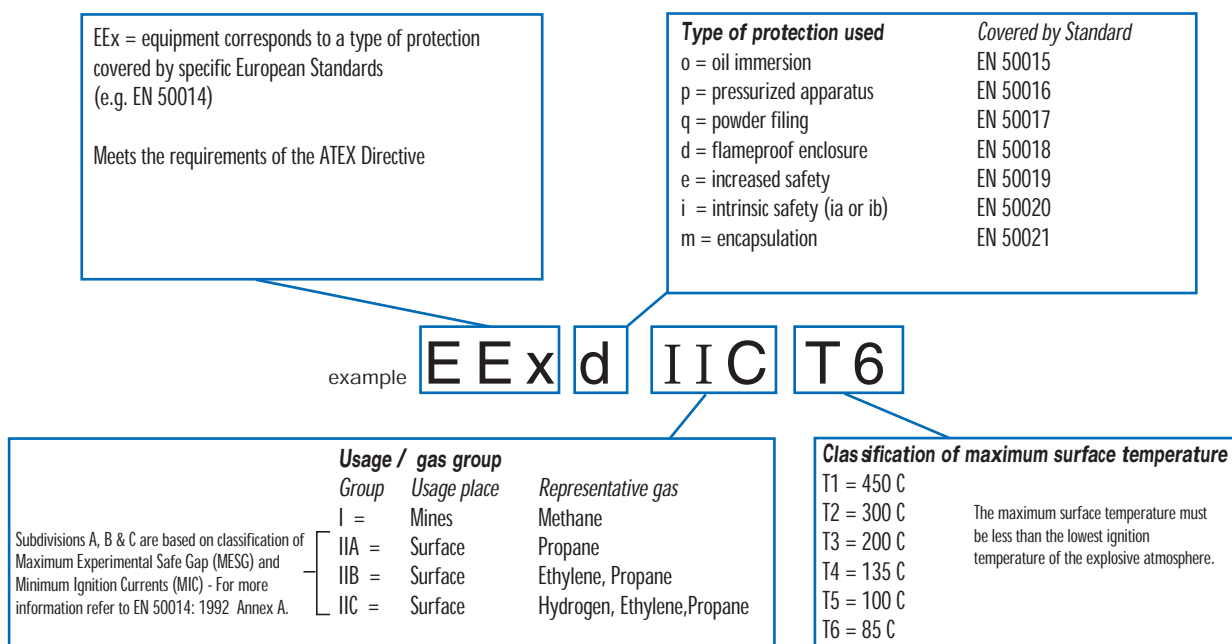 EEx = equipment corresponds to a type of protection
covered by specific European Standards
(e.g. EN 50014)
Meets the requirements of the ATEX Directive
Type of protection used Covered by Standard
o = oil immersion EN 50015
p = pressurized apparatus EN 50016
q = powder filing EN 50017
d = flameproof enclosure EN 50018
e = increased safety EN 50019
i = intrinsic safety (ia or ib) EN 50020
m = encapsulation EN 50021
example EEx d IIC T6
Usage / gas group
Group Usage place Representative gas
I = Mines Methane
IIA = Surface Propane
IIB = Surface Ethylene, Propane
IIC = Surface Hydrogen, Ethylene,Propane
Subdivisions A, B & C are based on classification of
Maximum Experimental Safe Gap (MESG) and
Minimum Ignition Currents (MIC) - For more
information refer to EN 50014: 1992 Annex A.
Classification of maximum surface temperature
T1 = 450 C
T2 = 300 C
T3 = 200 C
T4 = 135 C
T5 = 100 C
T6 = 85 C
The maximum surface temperature must
be less than the lowest ignition
temperature of the explosive atmosphere.